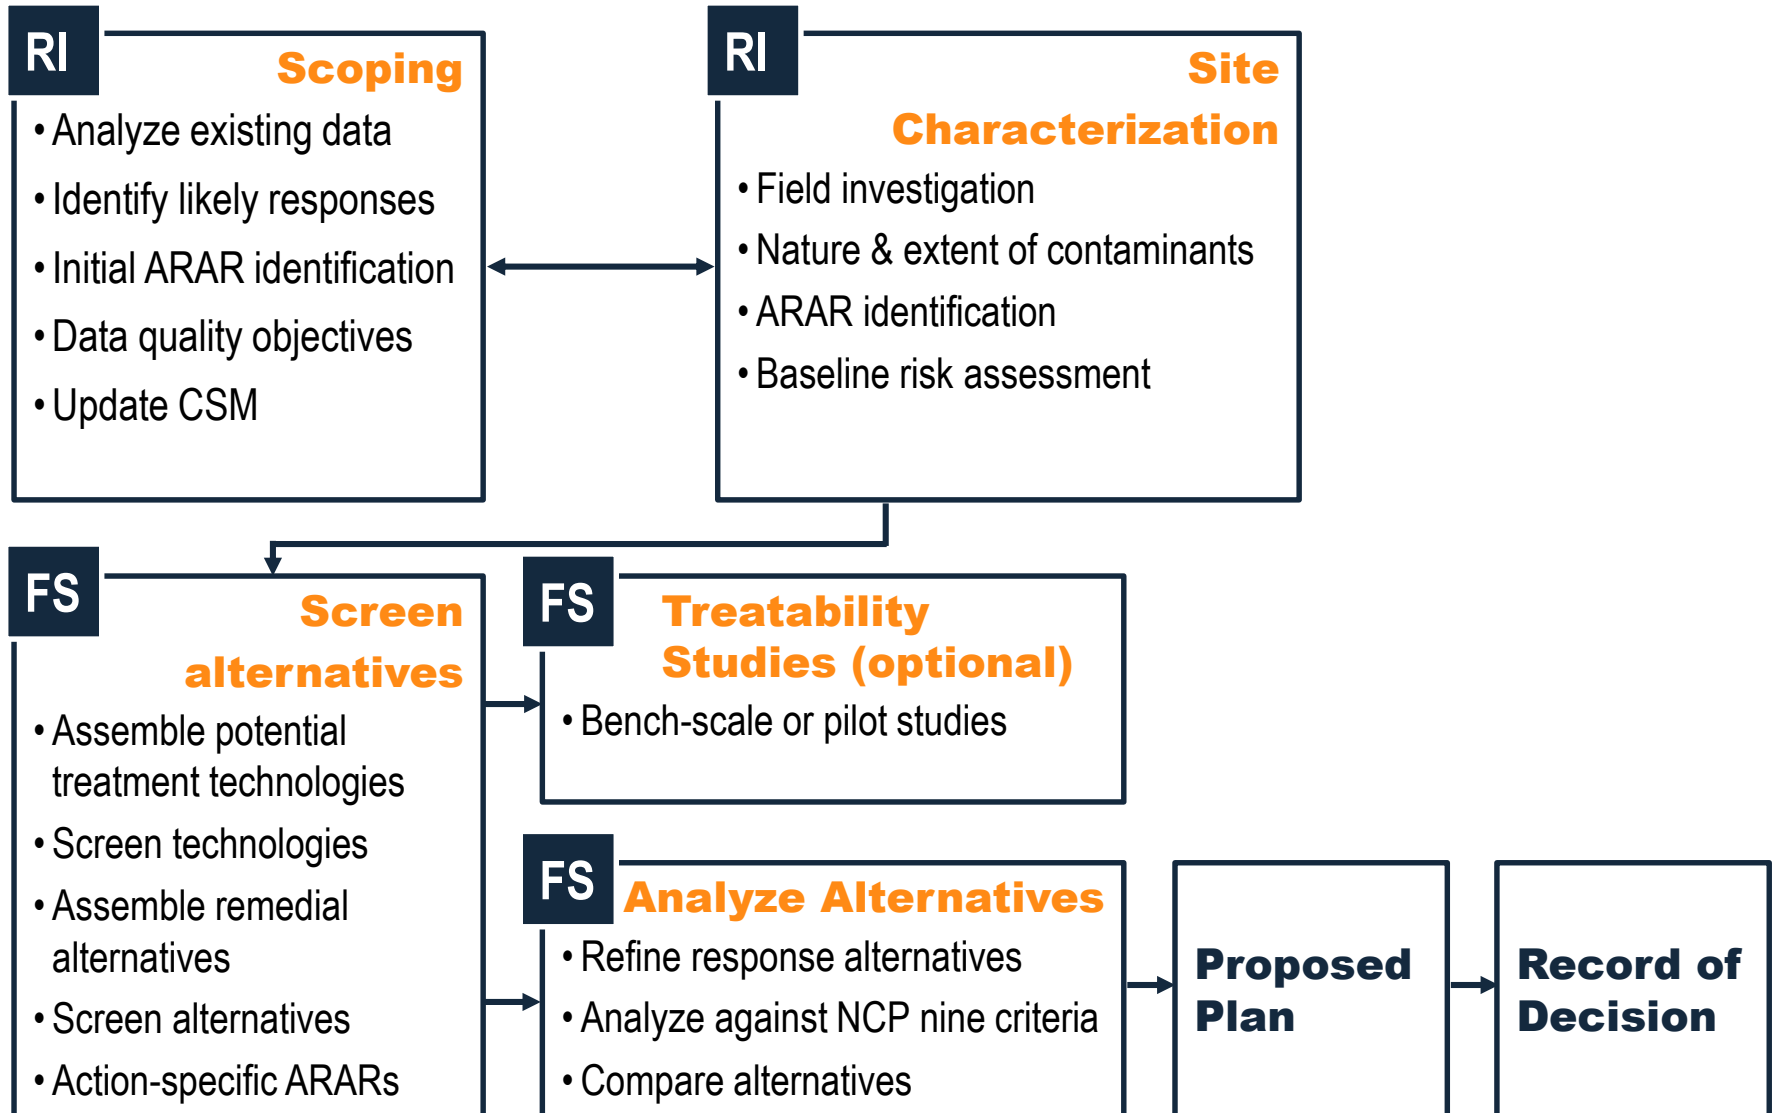 RI
Scoping
• Analyze existing data
• Identify likely responses
• Initial ARAR identification
• Data quality objectives
• Update CSM
RI
Site
Characterization
• Field investigation
• Nature & extent of contaminants
• ARAR identification
• Baseline risk assessment
FS
Screen
alternatives
• Assemble potential
treatment technologies
• Screen technologies
• Assemble remedial
alternatives
• Screen alternatives
• Action-specific ARARs
FS
Treatability
Studies (optional)
• Bench-scale or pilot studies
FS
Analyze Alternatives
• Refine response alternatives
• Analyze against NCP nine criteria
• Compare alternatives
Proposed
Plan
Record of
Decision